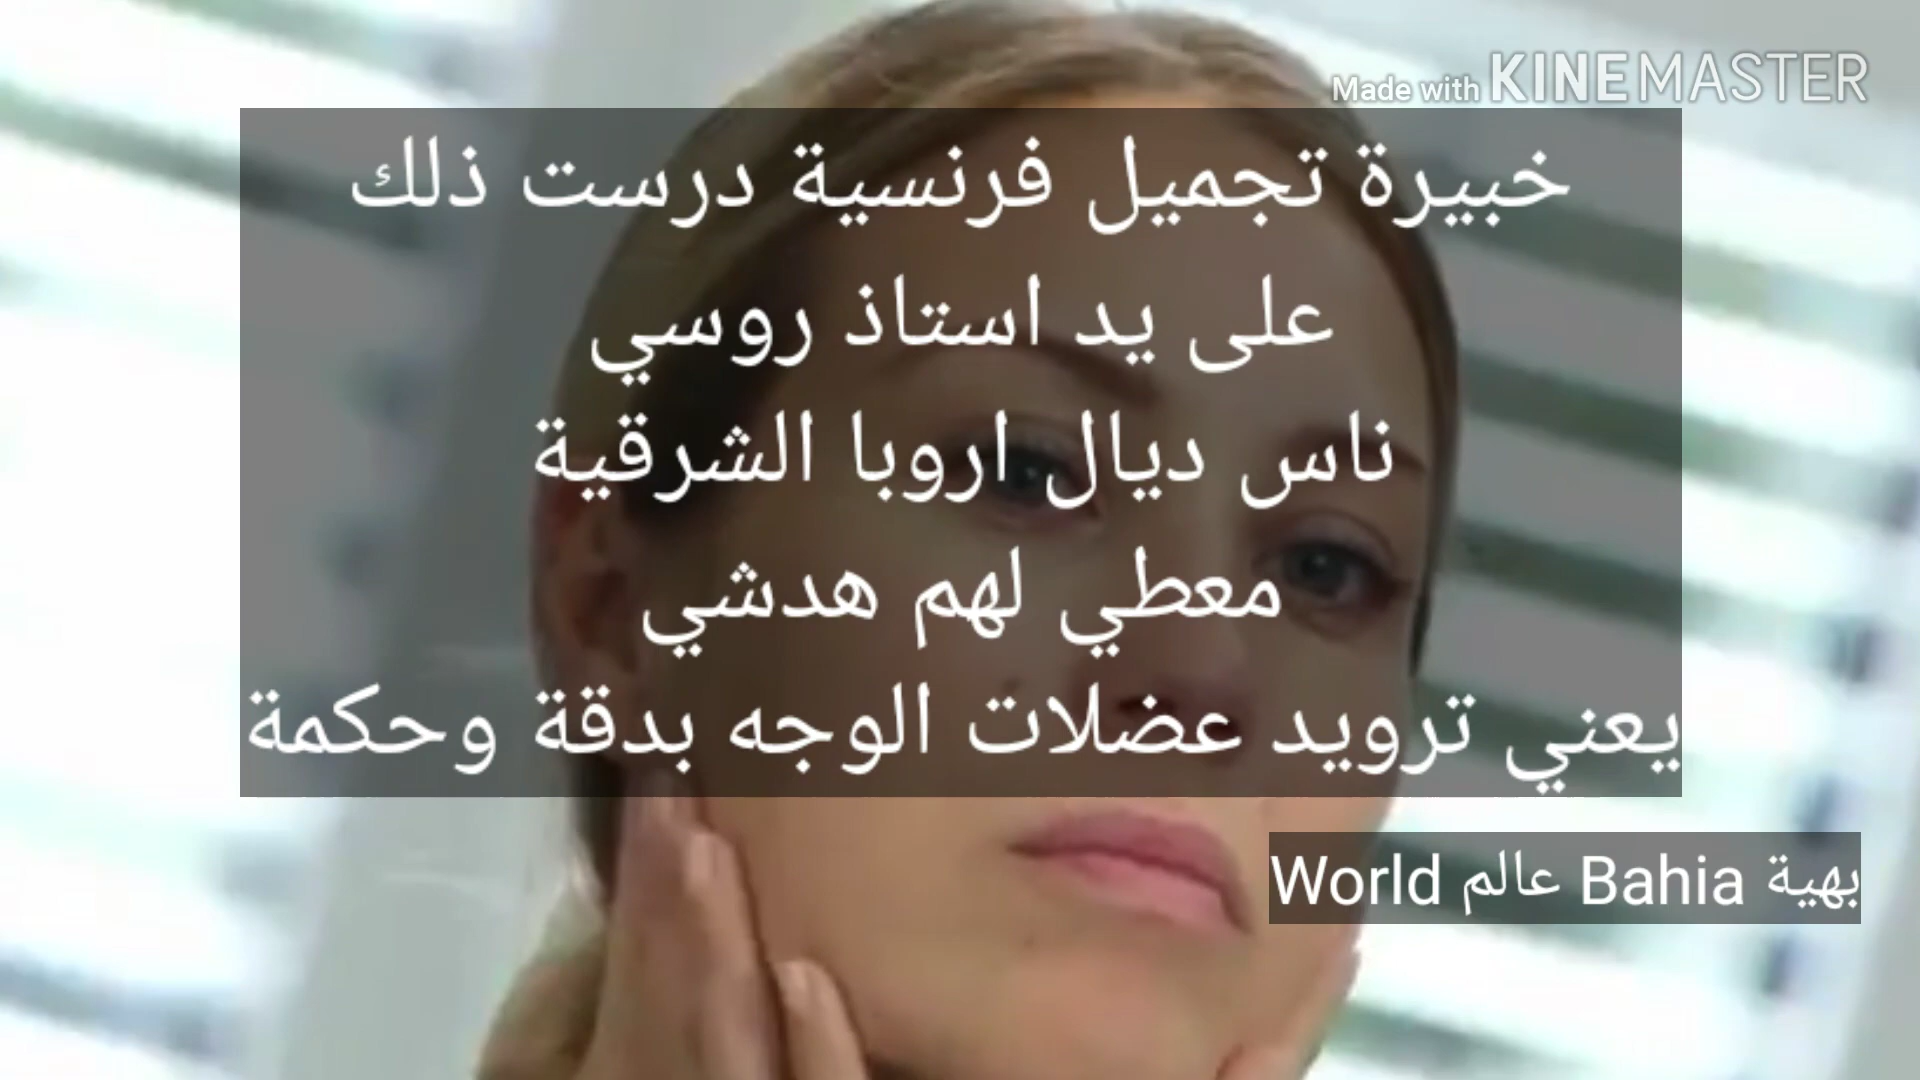 Made with KINEMASTER
خبيرة تجميل فرنسية درست ذلك
على يد استاذ روسي
ناس ديال اروبا الشرقية
معطي لهم هدشي
يعني ترويد عضلات الوجه بدقة وحكمة
بهية Bahia عالم World